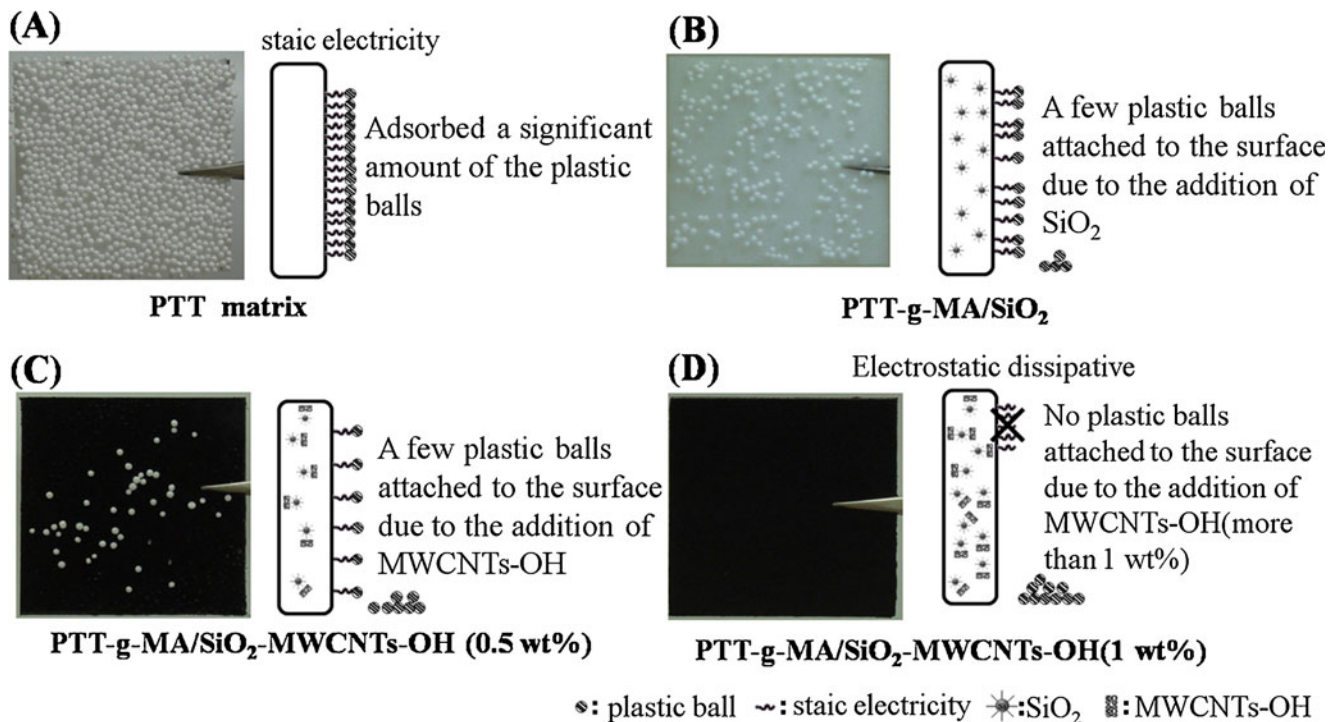 (A)
staic electricity
Adsorbed a significant
amount of the plastic
balls
PTT matrix
(B)
A few plastic balls
attached to the surface
due to the addition of
SiO₂
PTT-g-MA/SiO₂
(C)
A few plastic balls
attached to the surface
due to the addition of
MWCNTs-OH
PTT-g-MA/SiO₂-MWCNTs-OH (0.5 wt%)
(D)
Electrostatic dissipative
No plastic balls
attached to the surface
due to the addition of
MWCNTs-OH(more
than 1 wt%)
PTT-g-MA/SiO₂-MWCNTs-OH(1 wt%)
: plastic ball : staic electricity :SiO₂ :MWCNTs-OH